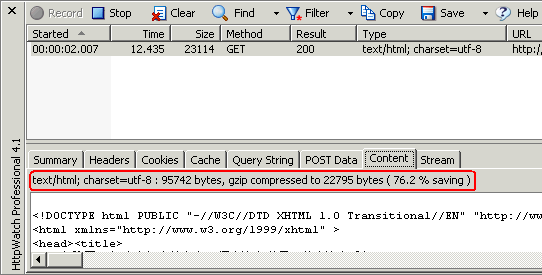 Record Stop Clear Find Filter Copy Save Help
Started Time Size Method Result Type URL
00:00:02.007 12.435 23114 GET 200 text/html; charset=utf-8 http:/
HttpWatch Professional 4.1
Summary Headers Cookies Cache Query String POST Data Content Stream
text/html; charset=utf-8 : 95742 bytes, gzip compressed to 22795 bytes ( 76.2 % saving )
<!DOCTYPE html PUBLIC "-//W3C//DTD XHTML 1.0 Transitional//EN" "http://ww
<html xmlns="http://www.w3.org/1999/xhtml" >
<head><title>